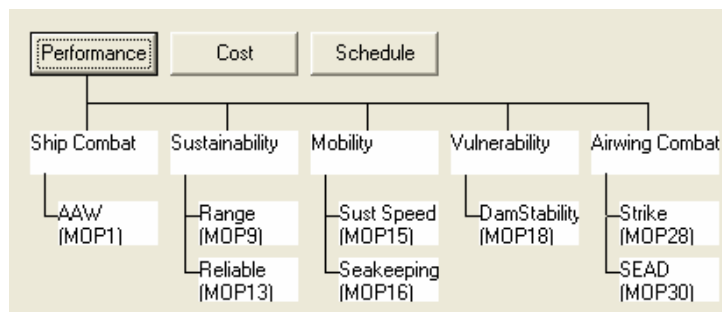 Performance Cost Schedule
Ship Combat Sustainability Mobility Vulnerability Airwing Combat
AAW Range Sust Speed DamStability Strike
(MOP1) (MOP9) (MOP15) (MOP18) (MOP28)
Reliable Seakeeping SEAD
(MOP13) (MOP16) (MOP30)